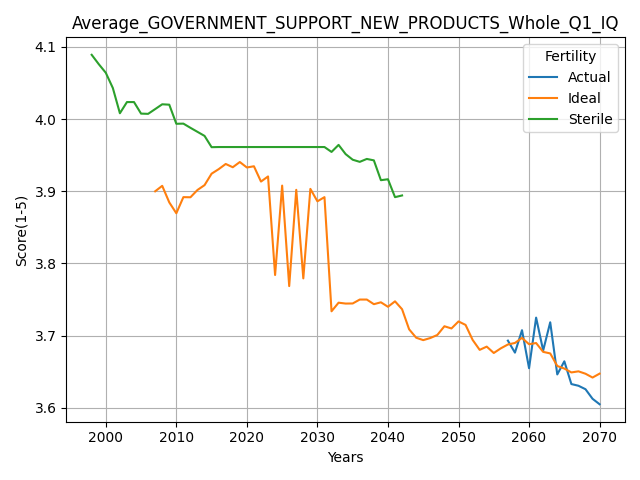 Average_GOVERNMENT_SUPPORT_NEW_PRODUCTS_Whole_Q1_IQ
Fertility
Actual
Ideal
Sterile
4.1
4.0
3.9
3.8
3.7
3.6
Score(1-5)
2000 2010 2020 2030 2040 2050 2060 2070
Years